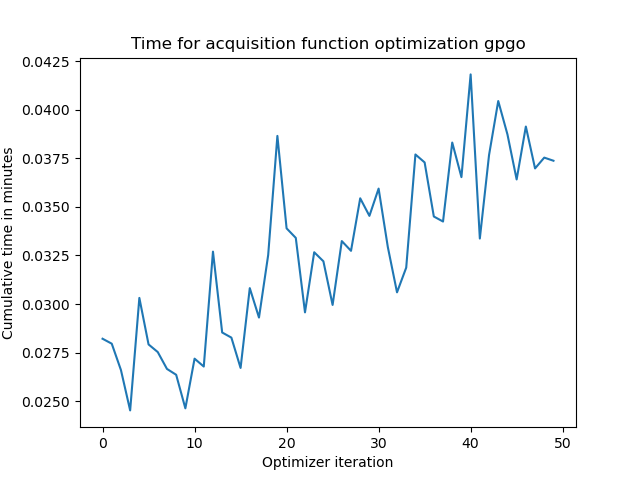 Time for acquisition function optimization gpgo
Cumulative time in minutes
0.0425
0.0400
0.0375
0.0350
0.0325
0.0300
0.0275
0.0250
0 10 20 30 40 50
Optimizer iteration